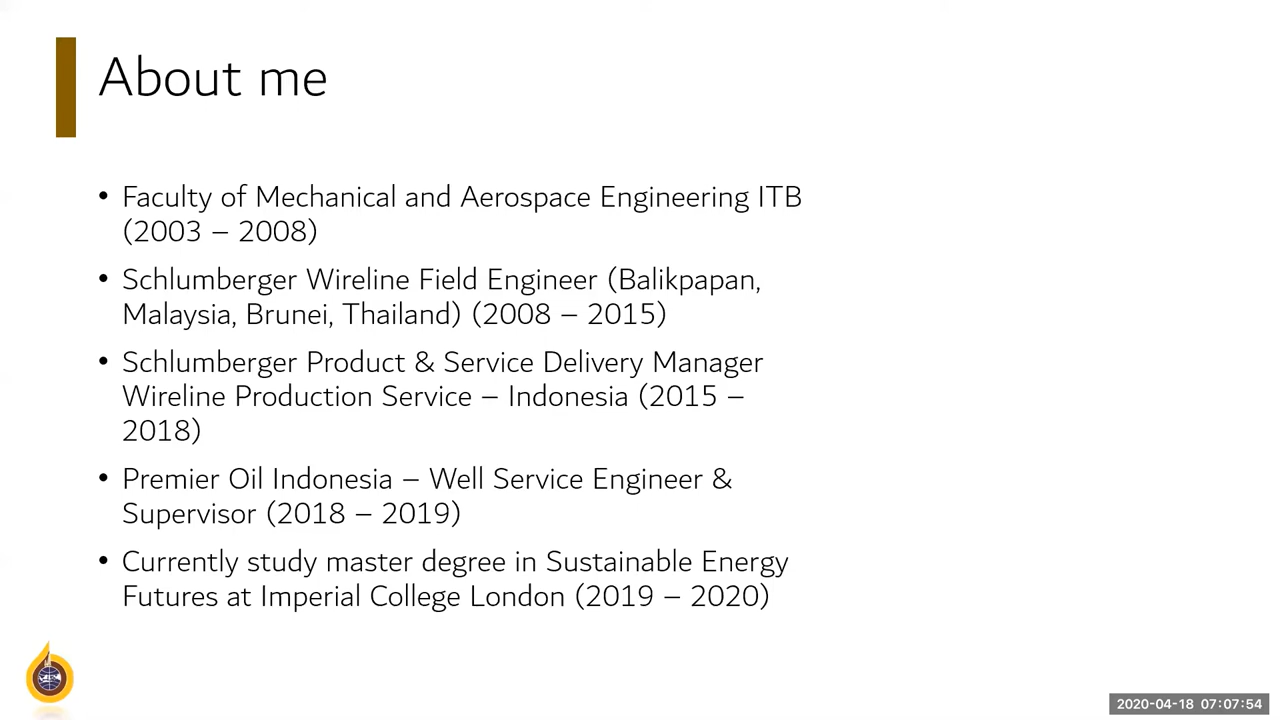 About me
• Faculty of Mechanical and Aerospace Engineering ITB
(2003 – 2008)
• Schlumberger Wireline Field Engineer (Balikpapan,
Malaysia, Brunei, Thailand) (2008 – 2015)
• Schlumberger Product & Service Delivery Manager
Wireline Production Service – Indonesia (2015 –
2018)
• Premier Oil Indonesia – Well Service Engineer &
Supervisor (2018 – 2019)
• Currently study master degree in Sustainable Energy
Futures at Imperial College London (2019 – 2020)
2020-04-18 07:07:54